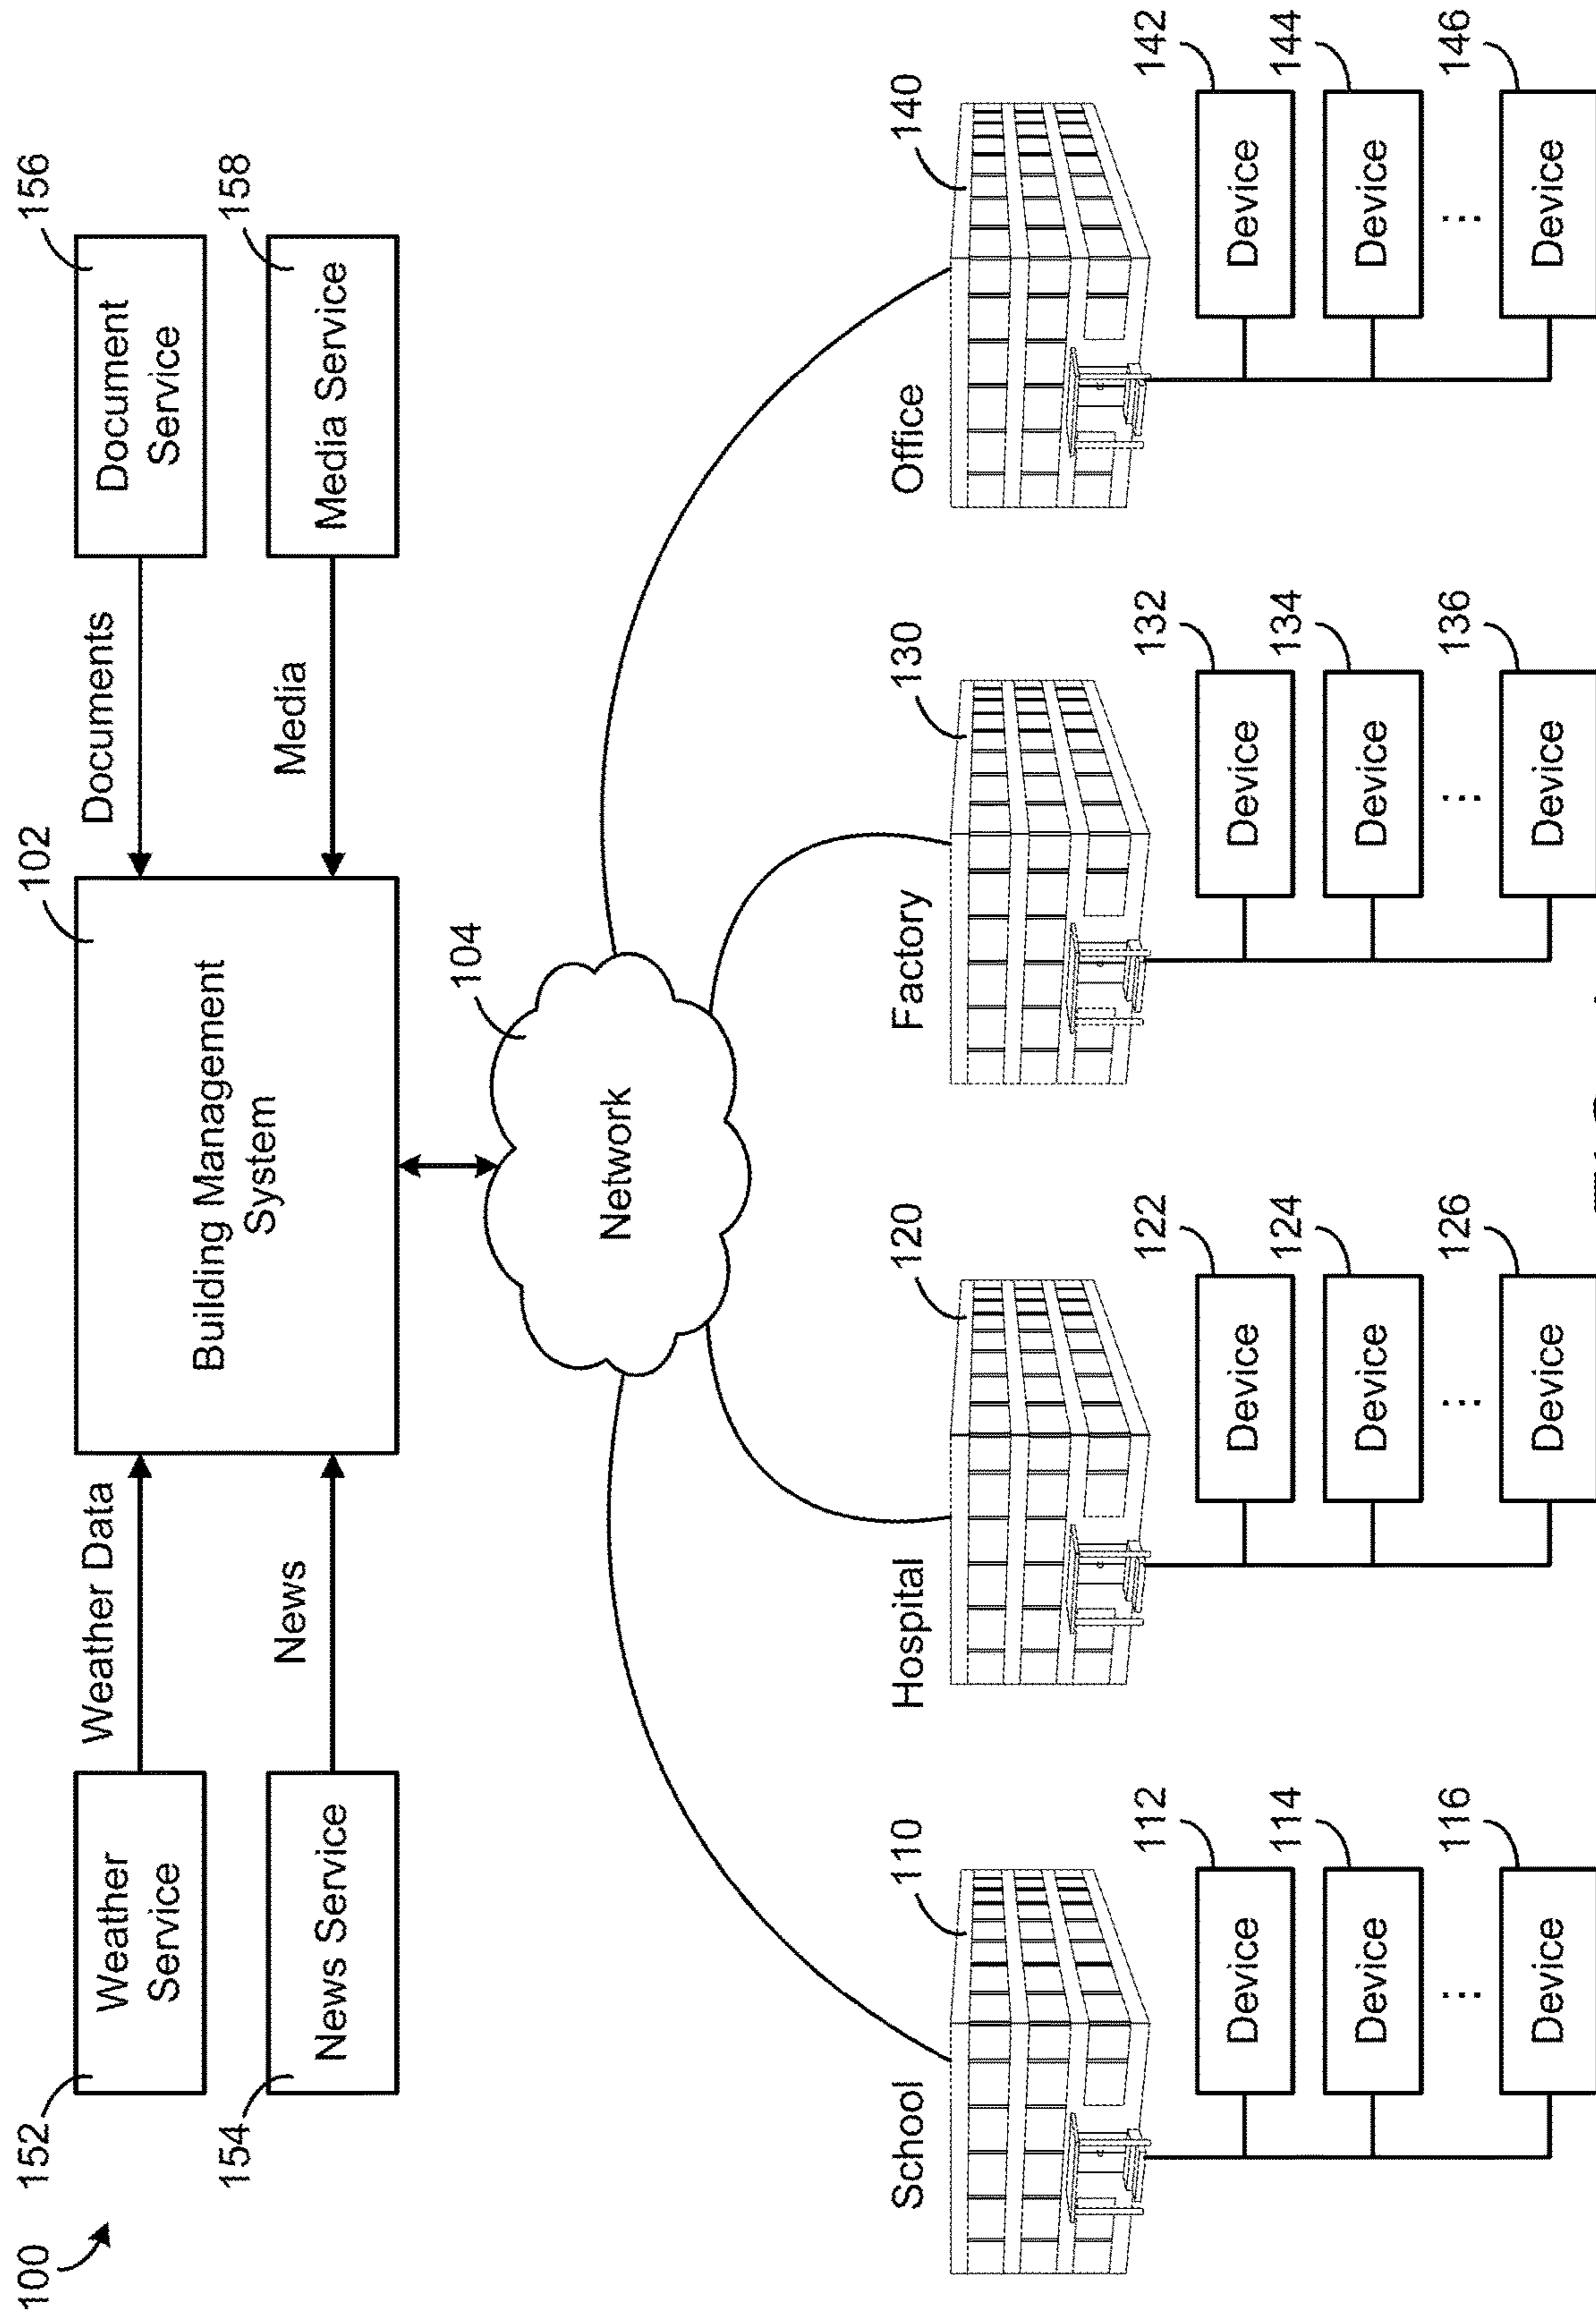 100
152
Weather
Service
Weather Data
154
News Service
News
102
Building Management
System
Documents
156
Document
Service
Media
158
Media Service
104
Network
School
110
Hospital
120
Factory
130
Office
140
Device
112
Device
114
...
Device
116
Device
122
Device
124
...
Device
126
Device
132
Device
134
...
Device
136
Device
142
Device
144
...
Device
146